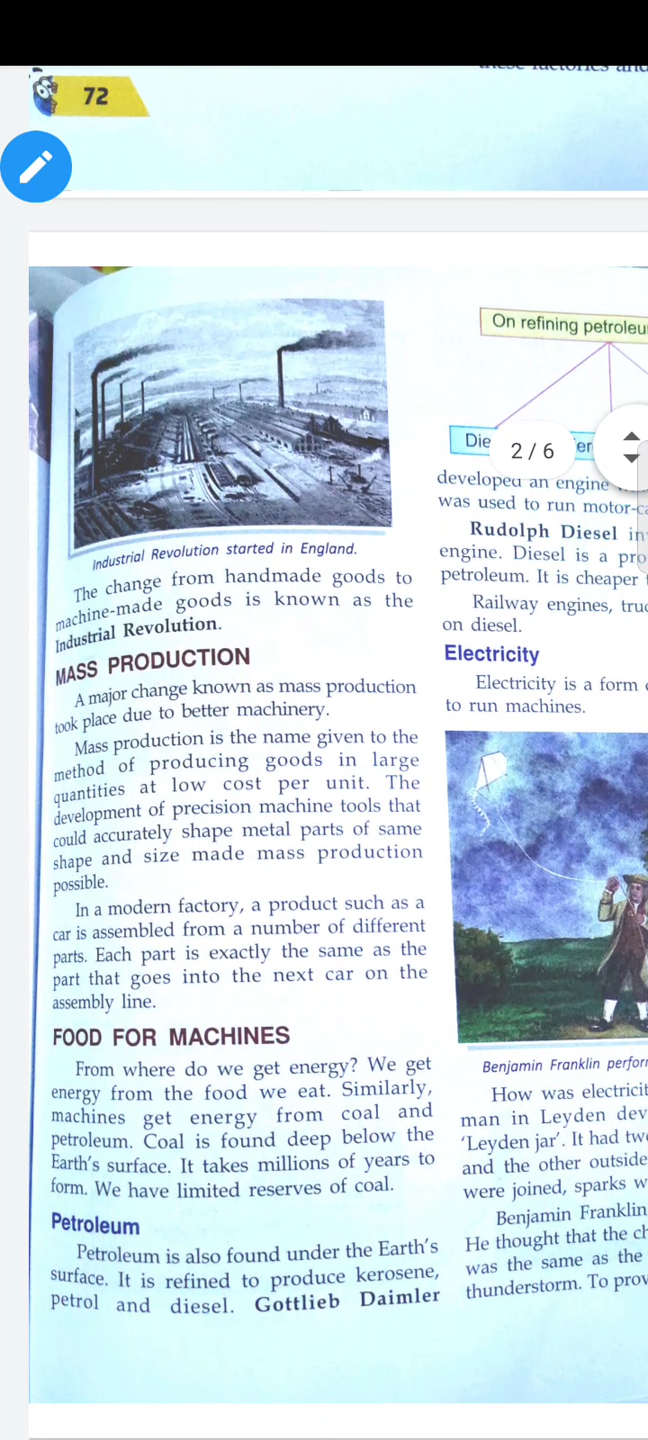 72
On refining petroleu
Die
2 / 6
er
Industrial Revolution started in England.
The change from handmade goods to
machine-made goods is known as the
Industrial Revolution.
MASS PRODUCTION
A major change known as mass production
took place due to better machinery.
Mass production is the name given to the
method of producing goods in large
quantities at low cost per unit. The
development of precision machine tools that
could accurately shape metal parts of same
shape and size made mass production
possible.
In a modern factory, a product such as a
car is assembled from a number of different
parts. Each part is exactly the same as the
part that goes into the next car on the
assembly line.
FOOD FOR MACHINES
From where do we get energy? We get
energy from the food we eat. Similarly,
machines get energy from coal and
petroleum. Coal is found deep below the
Earth's surface. It takes millions of years to
form. We have limited reserves of coal.
Petroleum
Petroleum is also found under the Earth's
surface. It is refined to produce kerosene,
petrol and diesel. Gottlieb Daimler
developed an engine
was used to run motor-ca
Rudolph Diesel in
engine. Diesel is a pro
petroleum. It is cheaper
Railway engines, truc
on diesel.
Electricity
Electricity is a form
to run machines.
Benjamin Franklin perfor
How was electricit
man in Leyden dev
'Leyden jar'. It had tw
and the other outside
were joined, sparks w
Benjamin Franklin
He thought that the ch
was the same as the
thunderstorm. To prov